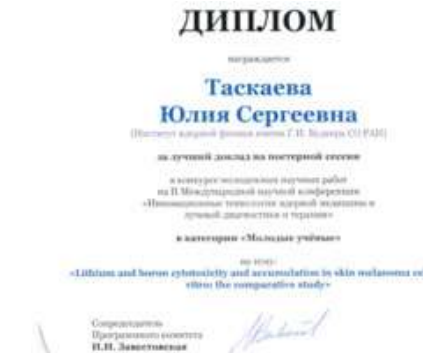 ДИПЛОМ
награждается
Таскаева
Юлия Сергеевна
(Институт ядерной физики имени Г.И. Будкера СО РАН)
за лучший доклад на постерной сессии
в конкурсе молодежных научных работ
на II Международной научной конференции
«Инновационные технологии ядерной медицины и
лучевой диагностики и терапии»
в категории «Молодые учёные»
на тему:
«Lithium and boron cytotoxicity and accumulation in skin melanoma
vitro: the comparative study»
Сопредседатель
Программного комитета
И.Н. Завестовская